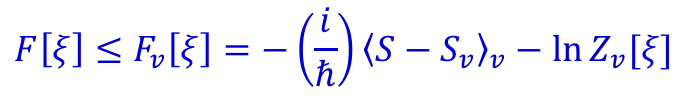 F[ξ] ≤ F_v[ξ] = − (i/ℏ) ⟨S − S_v⟩_v − ln Z_v[ξ]